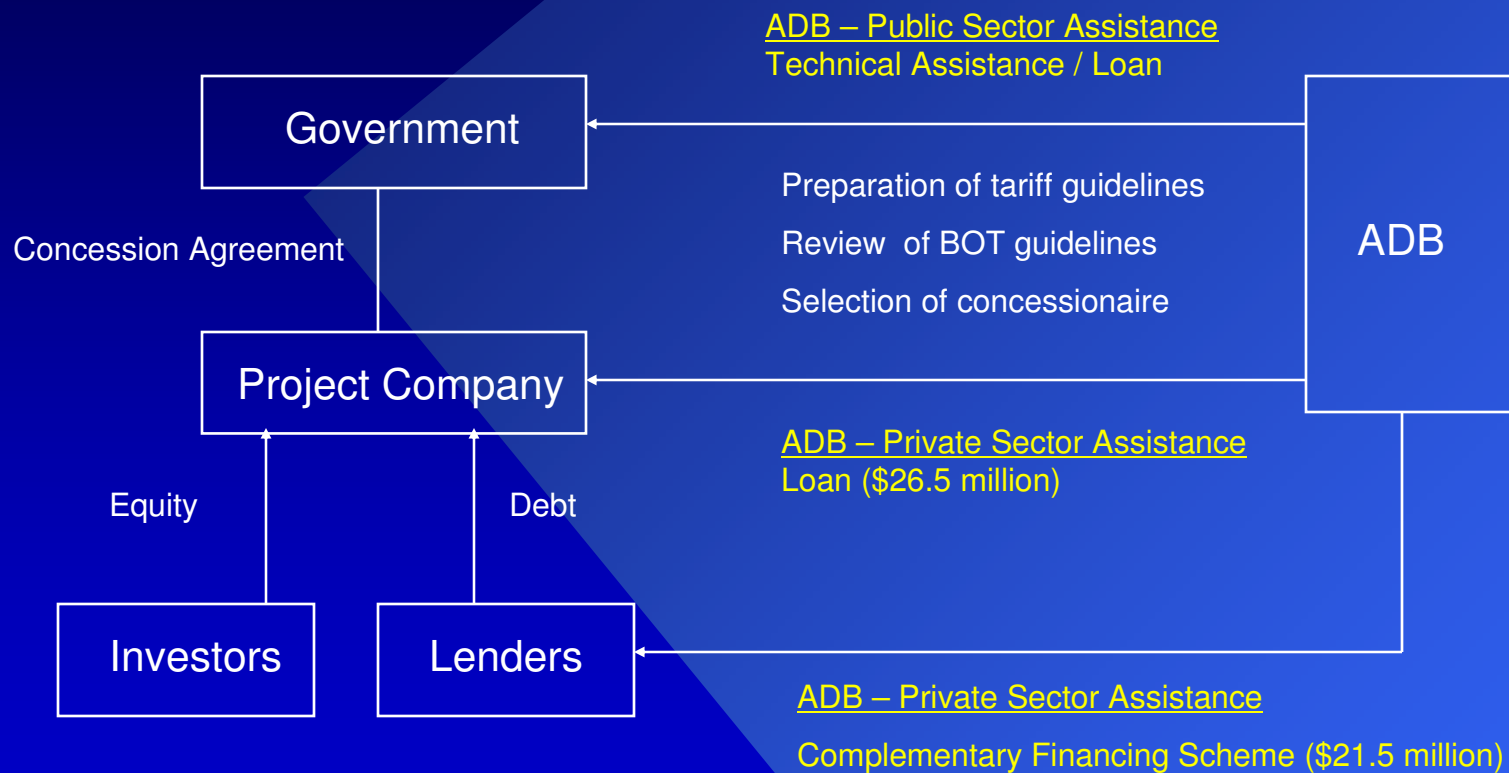 ADB – Public Sector Assistance
Technical Assistance / Loan
Government
Preparation of tariff guidelines
Concession Agreement
Review of BOT guidelines
ADB
Selection of concessionaire
Project Company
ADB – Private Sector Assistance
Loan ($26.5 million)
Equity
Debt
Investors
Lenders
ADB – Private Sector Assistance
Complementary Financing Scheme ($21.5 million)